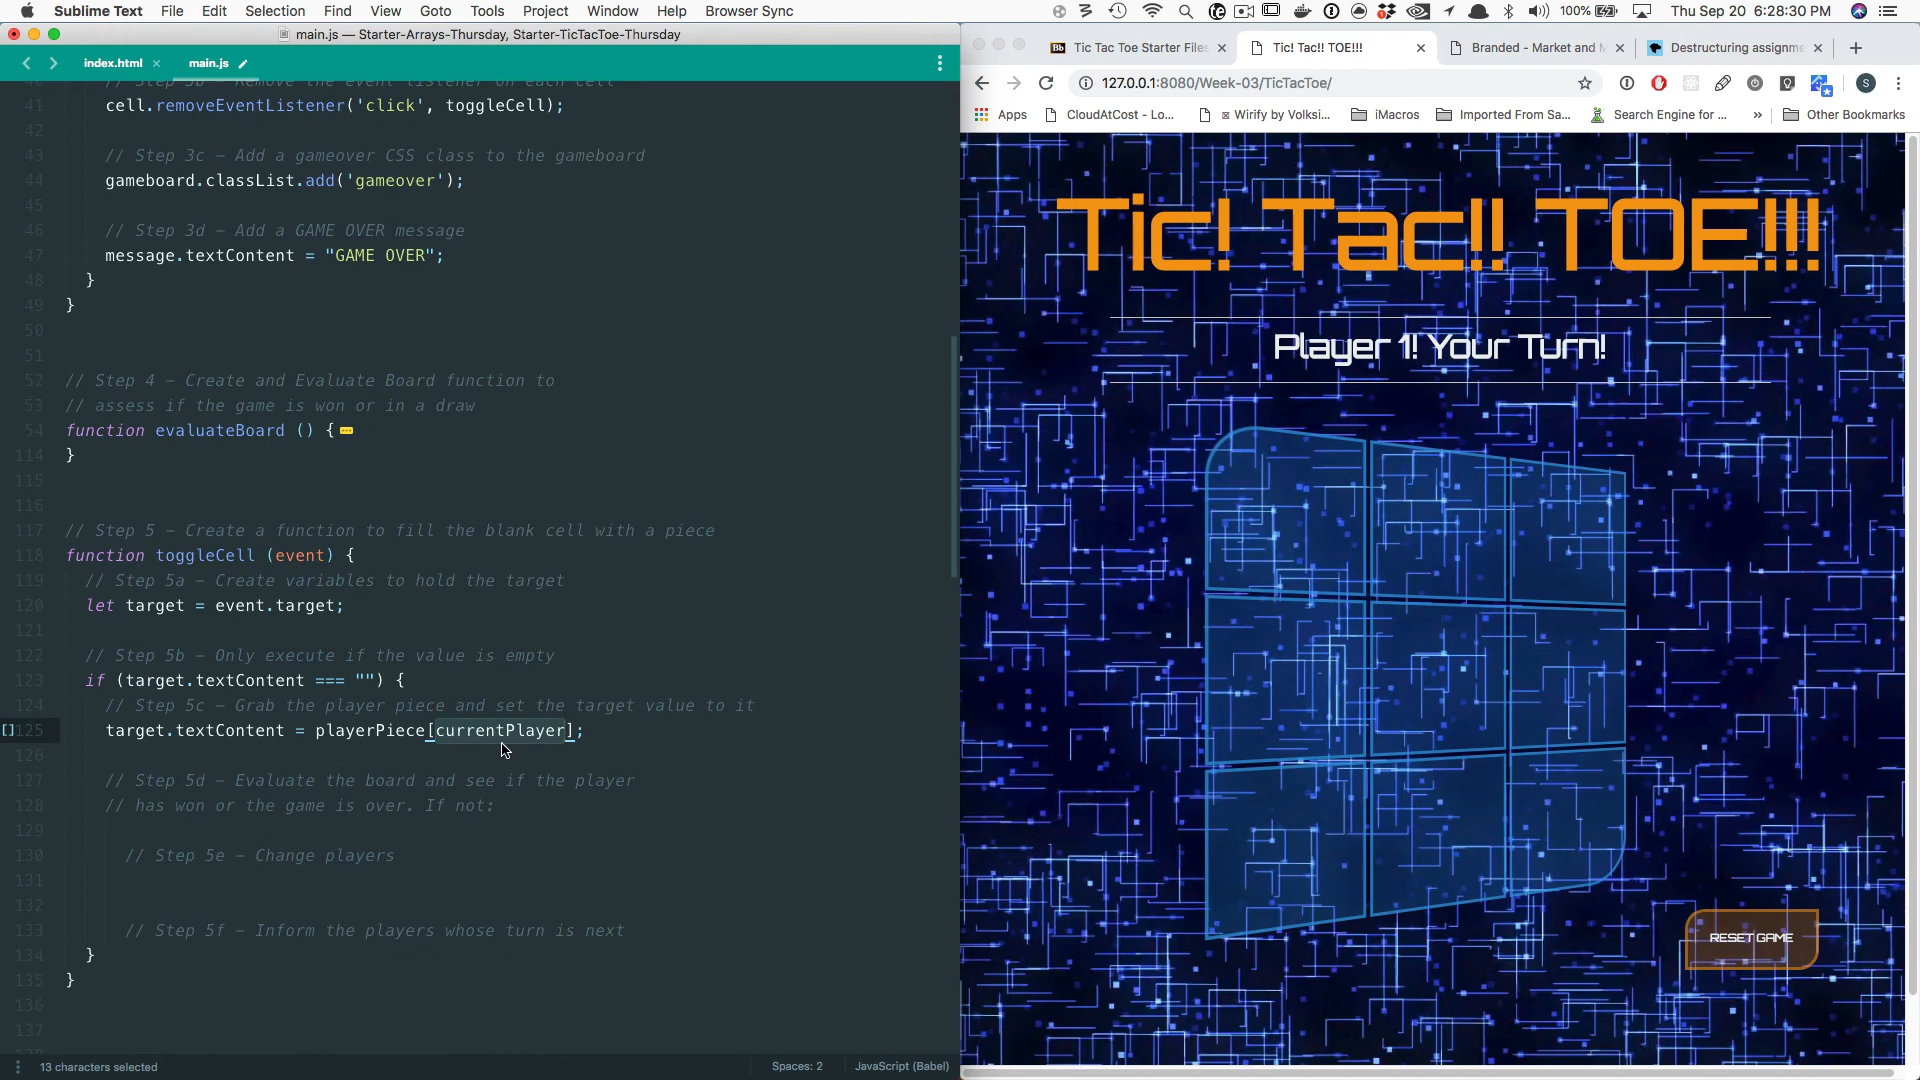 Sublime Text File Edit Selection Find View Goto Tools Project Window Help Browser Sync
100% Thu Sep 20 6:28:30 PM
main.js — Starter-Arrays-Thursday, Starter-TicTacToe-Thursday
index.html main.js
// Step 3b - Remove the event listener on each cell
41 cell.removeEventListener('click', toggleCell);
42
43 // Step 3c - Add a gameover CSS class to the gameboard
44 gameboard.classList.add('gameover');
45
46 // Step 3d - Add a GAME OVER message
47 message.textContent = "GAME OVER";
48 }
49 }
50
51
52 // Step 4 - Create and Evaluate Board function to
53 // assess if the game is won or in a draw
54 function evaluateBoard () {
114 }
115
116
117 // Step 5 - Create a function to fill the blank cell with a piece
118 function toggleCell (event) {
119 // Step 5a - Create variables to hold the target
120 let target = event.target;
121
122 // Step 5b - Only execute if the value is empty
123 if (target.textContent === "") {
124 // Step 5c - Grab the player piece and set the target value to it
[]125 target.textContent = playerPiece[currentPlayer];
126
127 // Step 5d - Evaluate the board and see if the player
128 // has won or the game is over. If not:
129
130 // Step 5e - Change players
131
132
133 // Step 5f - Inform the players whose turn is next
134 }
135 }
136
137
13 characters selected Spaces: 2 JavaScript (Babel)
Bb Tic Tac Toe Starter Files Tic! Tac!! TOE!!! Branded - Market and M Destructuring assignme
127.0.0.1:8080/Week-03/TicTacToe/
S
Apps CloudAtCost - Lo... Wirify by Volksi... iMacros Imported From Sa... Search Engine for ... » Other Bookmarks
Tic! Tac!! TOE!!!
Player 1! Your Turn!
RESET GAME